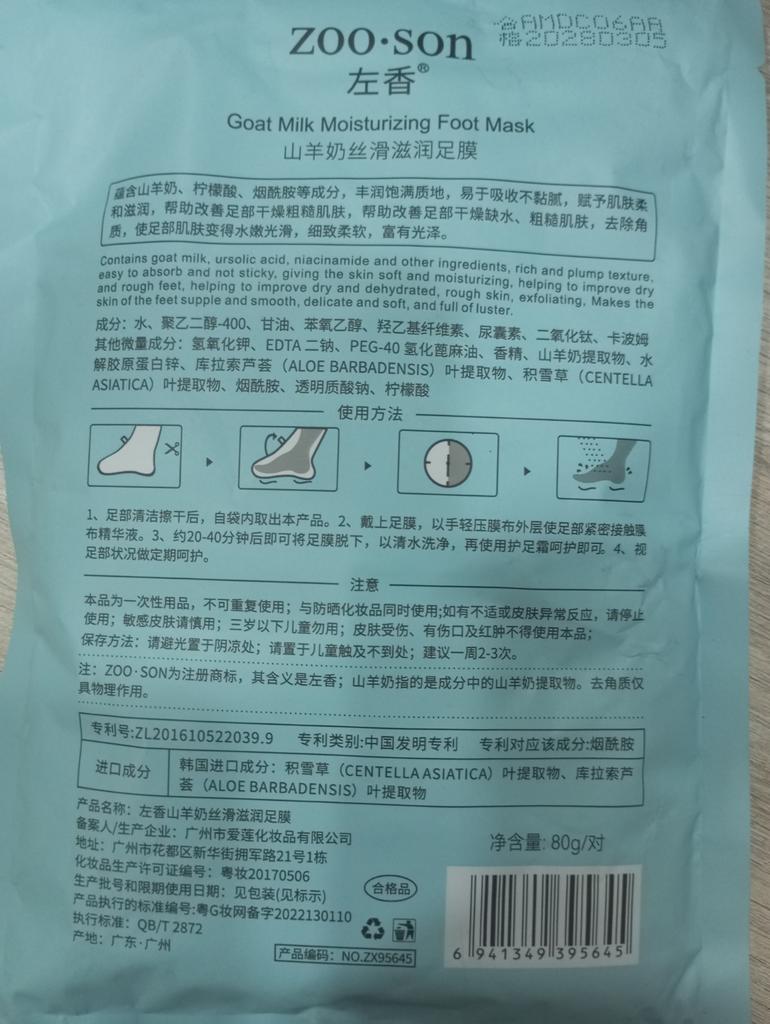 ZOO·SON
合AMDC06AA
格20280305
左香®
Goat Milk Moisturizing Foot Mask
山羊奶丝滑滋润足膜
蕴含山羊奶、柠檬酸、烟酰胺等成分，丰润饱满质地，易于吸收不黏腻，赋予肌肤柔
和滋润，帮助改善足部干燥粗糙肌肤，帮助改善足部干燥缺水、粗糙肌肤，去除角
质，使足部肌肤变得水嫩光滑，细致柔软，富有光泽。
Contains goat milk, ursolic acid, niacinamide and other ingredients, rich and plump texture,
easy to absorb and not sticky, giving the skin soft and moisturizing, helping to improve dry
and rough feet, helping to improve dry and dehydrated, rough skin, exfoliating, Makes the
skin of the feet supple and smooth, delicate and soft, and full of luster.
成分：水、聚乙二醇-400、甘油、苯氧乙醇、羟乙基纤维素、尿囊素、二氧化钛、卡波姆
其他微量成分：氢氧化钾、EDTA 二钠、PEG-40 氢化蓖麻油、香精、山羊奶提取物、水
解胶原蛋白锌、库拉索芦荟（ALOE BARBADENSIS）叶提取物、积雪草（CENTELLA
ASIATICA）叶提取物、烟酰胺、透明质酸钠、柠檬酸
使用方法
1、足部清洁擦干后，自袋内取出本产品。2、戴上足膜，以手轻压膜布外层使足部紧密接触膜
布精华液。3、约20-40分钟后即可将足膜脱下，以清水洗净，再使用护足霜呵护即可。4、视
足部状况做定期呵护。
注意
本品为一次性用品，不可重复使用；与防晒化妆品同时使用;如有不适或皮肤异常反应，请停止
使用；敏感皮肤请慎用；三岁以下儿童勿用；皮肤受伤、有伤口及红肿不得使用本品；
保存方法：请避光置于阴凉处；请置于儿童触及不到处；建议一周2-3次。
注：ZOO·SON为注册商标，其含义是左香；山羊奶指的是成分中的山羊奶提取物。去角质仅
具物理作用。
专利号:ZL201610522039.9 专利类别:中国发明专利 专利对应该成分:烟酰胺
进口成分 韩国进口成分：积雪草（CENTELLA ASIATICA）叶提取物、库拉索芦
荟（ALOE BARBADENSIS）叶提取物
产品名称：左香山羊奶丝滑滋润足膜
备案人/生产企业：广州市爱莲化妆品有限公司
地址：广州市花都区新华街拥军路21号1栋
化妆品生产许可证编号：粤妆20170506
生产批号和限期使用日期：见包装(见标示)
产品执行的标准编号:粤G妆网备字2022130110
执行标准：QB/T 2872
产地：广东·广州
净含量: 80g/对
合格品
产品编码：NO.ZX95645
6 941349 395645